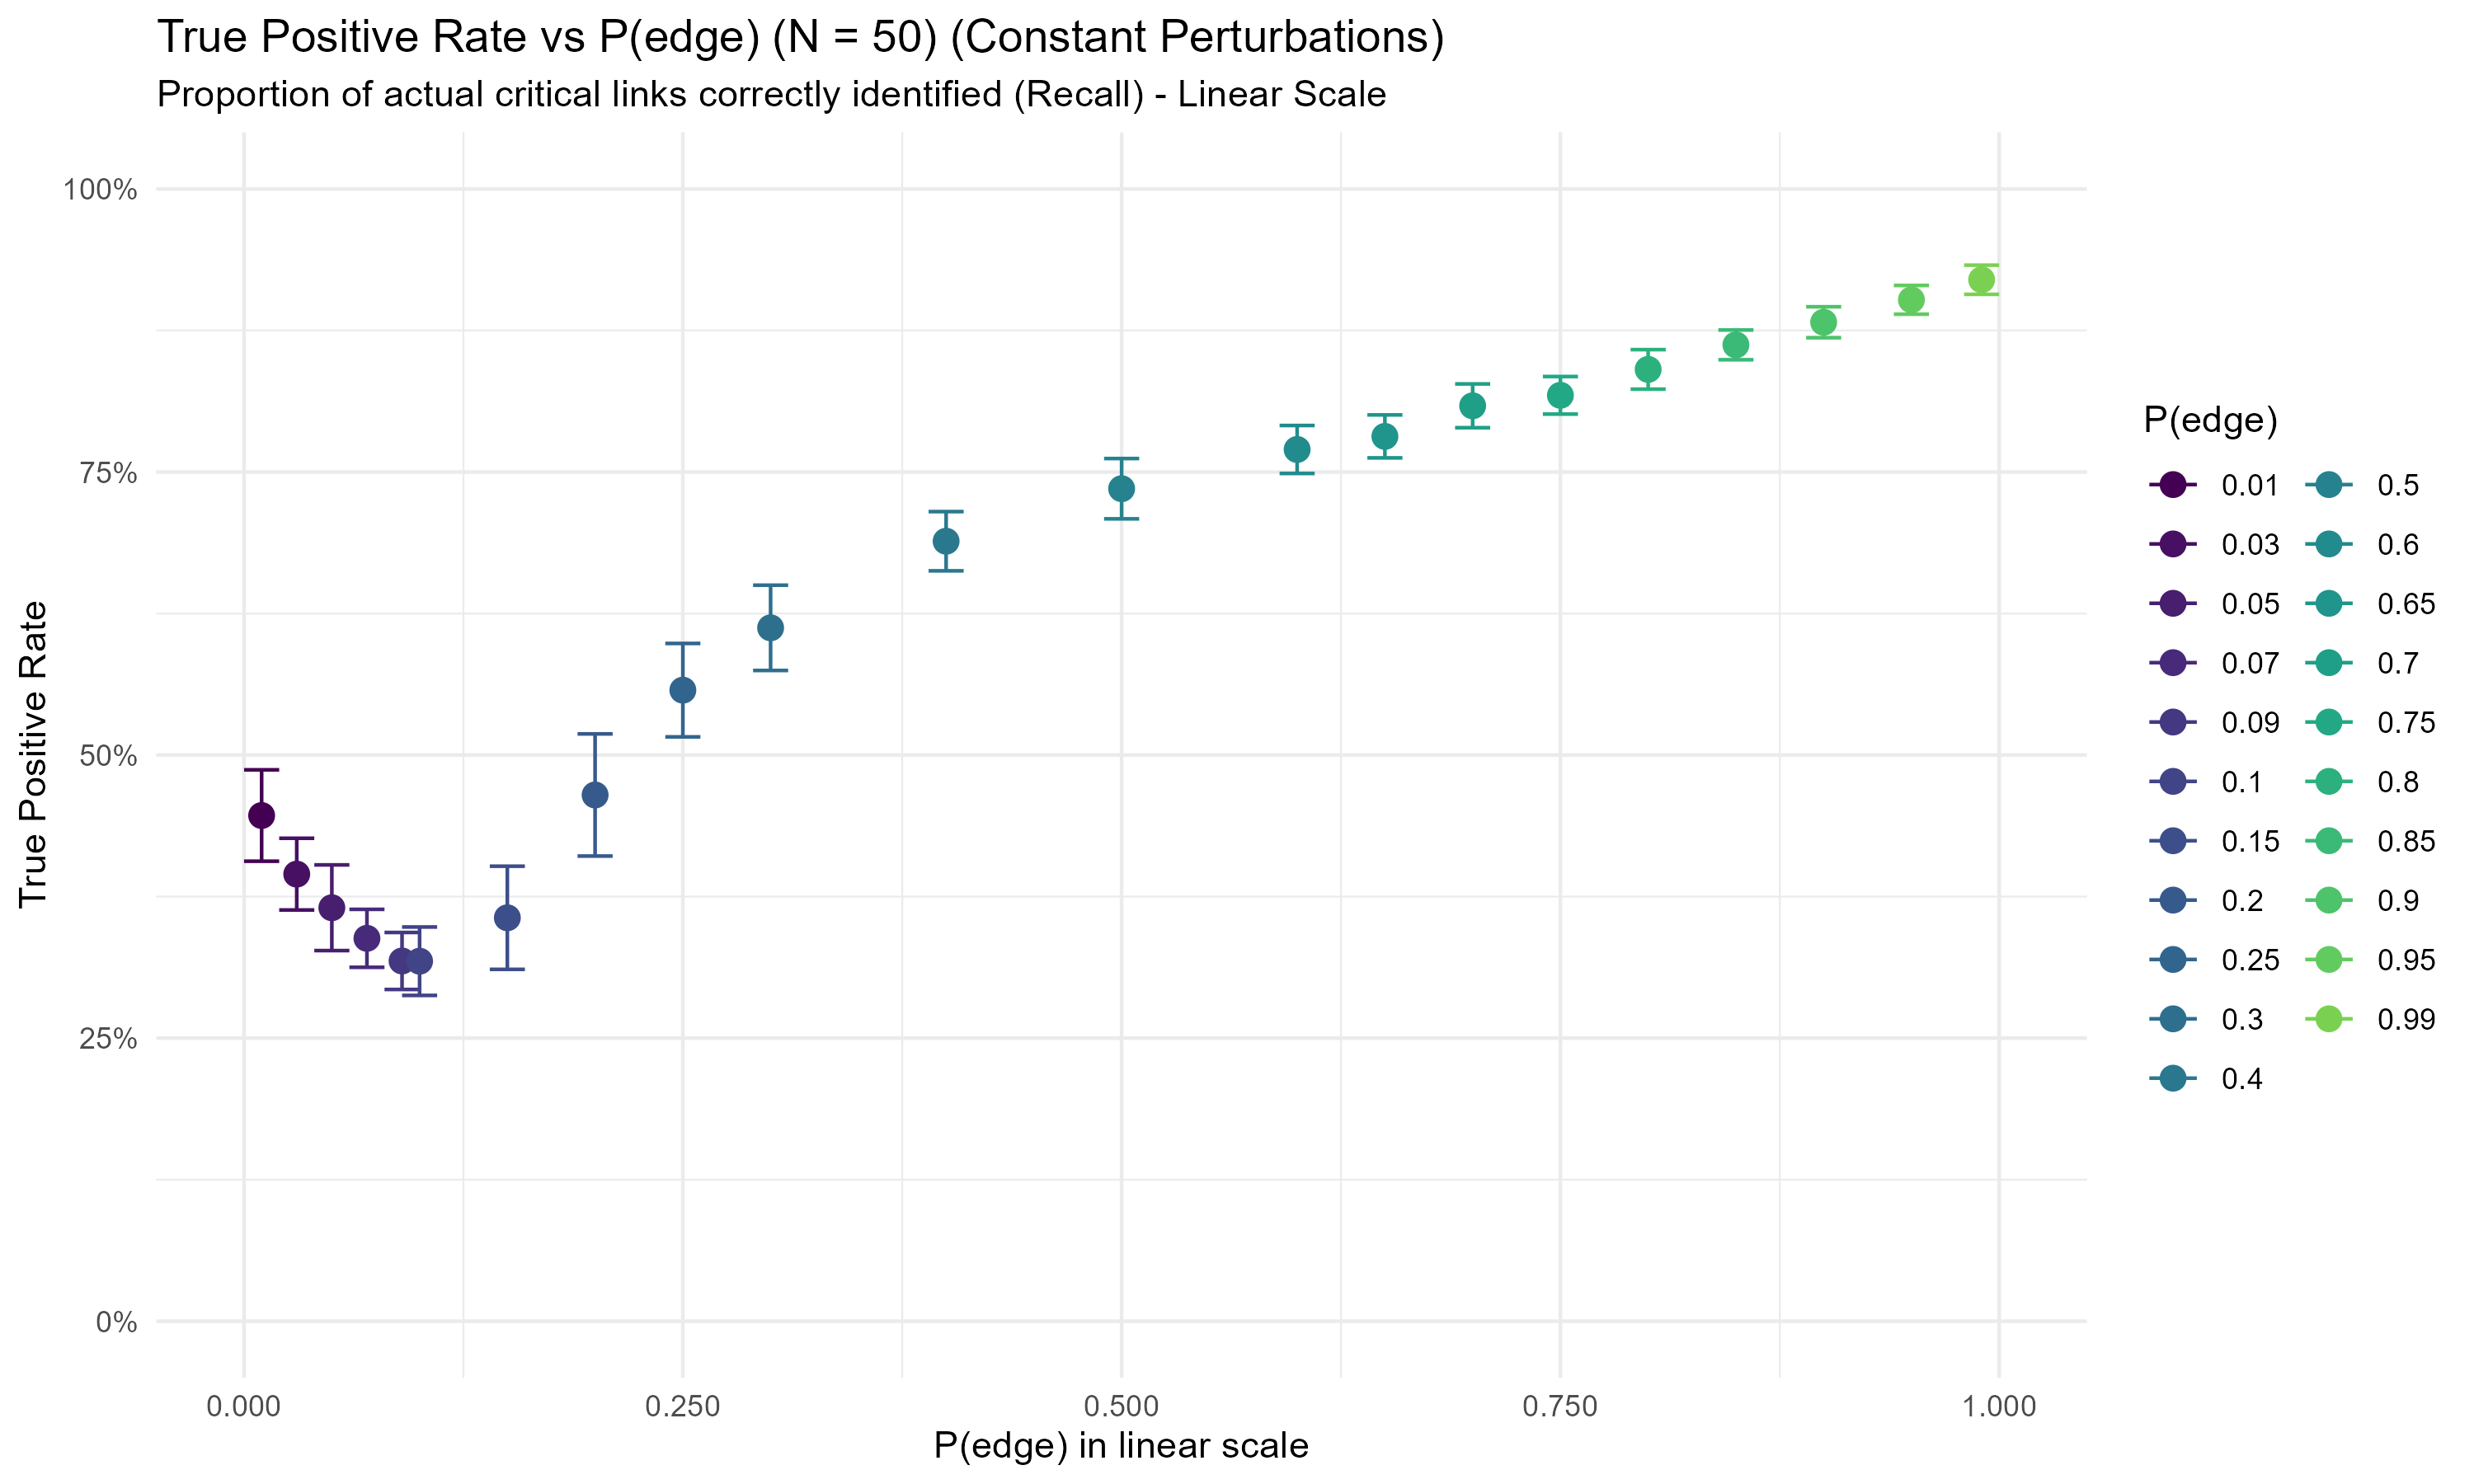 True Positive Rate vs P(edge) (N = 50) (Constant Perturbations)
Proportion of actual critical links correctly identified (Recall) - Linear Scale
True Positive Rate
100%
75%
50%
25%
0%
0.000 0.250 0.500 0.750 1.000
P(edge) in linear scale
P(edge)
0.01 0.5
0.03 0.6
0.05 0.65
0.07 0.7
0.09 0.75
0.1 0.8
0.15 0.85
0.2 0.9
0.25 0.95
0.3 0.99
0.4